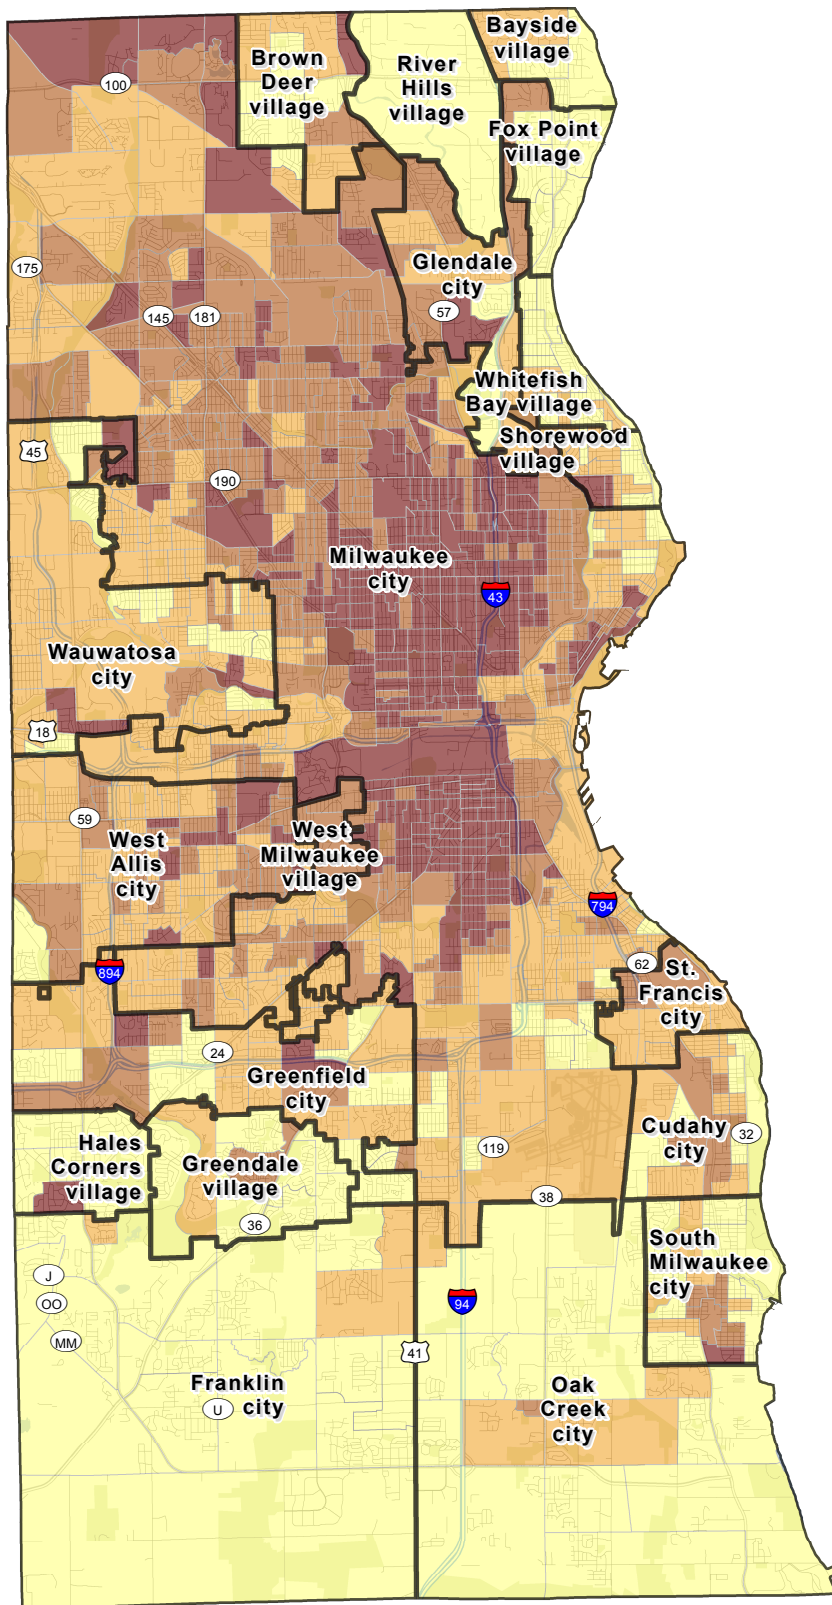 Bayside
village
Brown
Deer
village
River
Hills
village
100
Fox Point
village
175
Glendale
city
57
145
181
Whitefish
Bay village
Shorewood
village
45
190
Milwaukee
city
43
Wauwatosa
city
18
59
West
Allis
city
West
Milwaukee
village
794
894
62
St.
Francis
city
24
Greenfield
city
Hales
Corners
village
Greendale
village
119
Cudahy
city
32
38
36
South
Milwaukee
city
J
OO
MM
94
41
Franklin
city
U
Oak
Creek
city